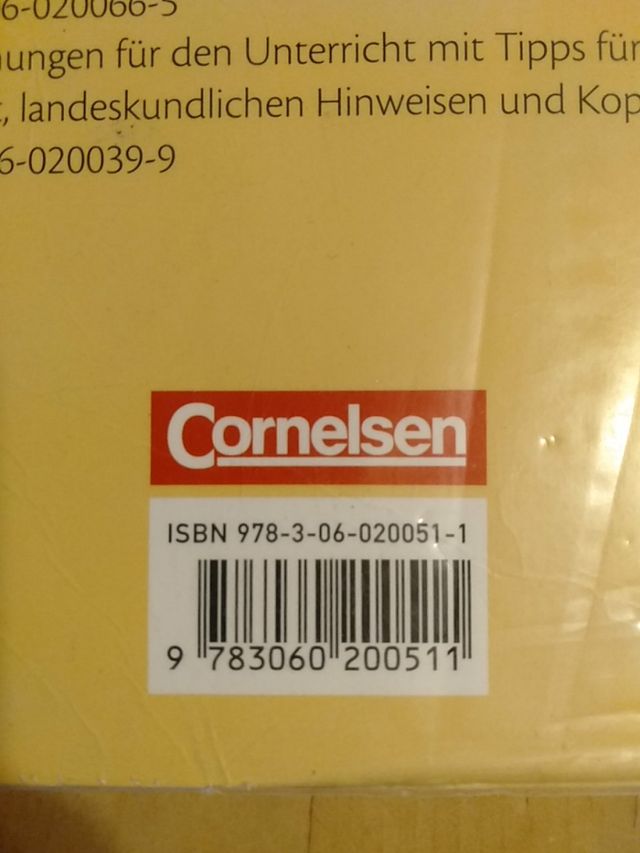 6-020066-5
ungen für den Unterricht mit Tipps für
t, landeskundlichen Hinweisen und Kop
6-020039-9
Cornelsen
ISBN 978-3-06-020051-1
9 783060 200511